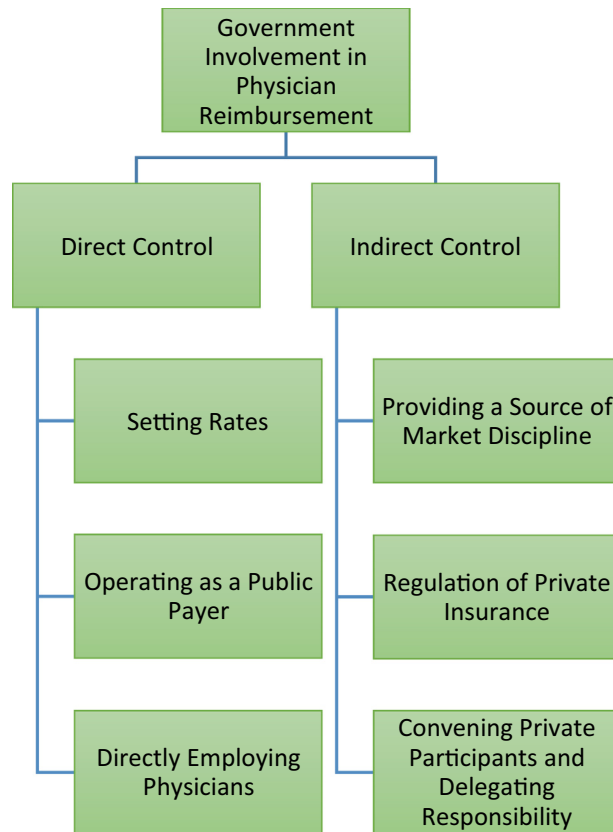 Government
Involvement in
Physician
Reimbursement
Direct Control
Indirect Control
Setting Rates
Providing a Source of
Market Discipline
Operating as a Public
Payer
Regulation of Private
Insurance
Directly Employing
Physicians
Convening Private
Participants and
Delegating
Responsibility